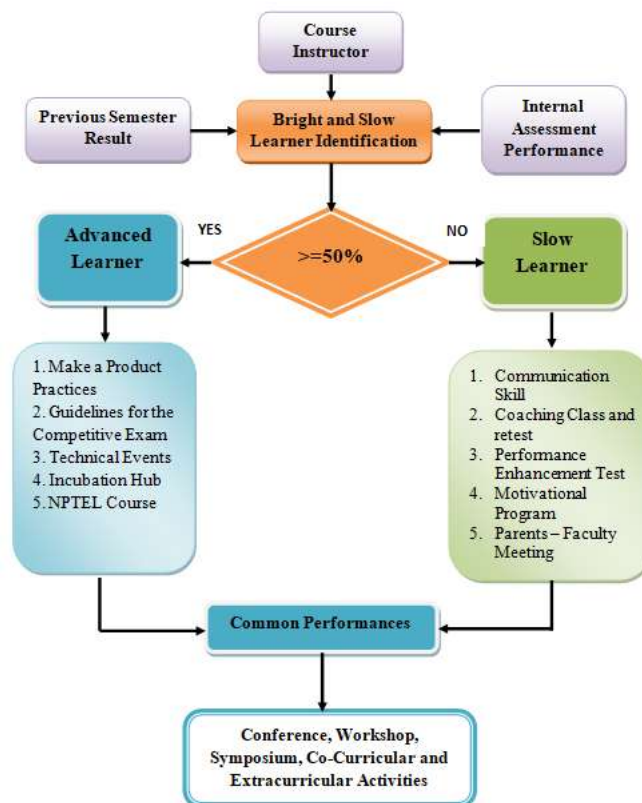 Course
Instructor
Previous Semester
Result
Bright and Slow
Learner Identification
Internal
Assessment
Performance
Advanced
Learner
YES
>=50%
NO
Slow
Learner
1. Make a Product
Practices
2. Guidelines for the
Competitive Exam
3. Technical Events
4. Incubation Hub
5. NPTEL Course
1. Communication
Skill
2. Coaching Class and
retest
3. Performance
Enhancement Test
4. Motivational
Program
5. Parents – Faculty
Meeting
Common Performances
Conference, Workshop,
Symposium, Co-Curricular and
Extracurricular Activities